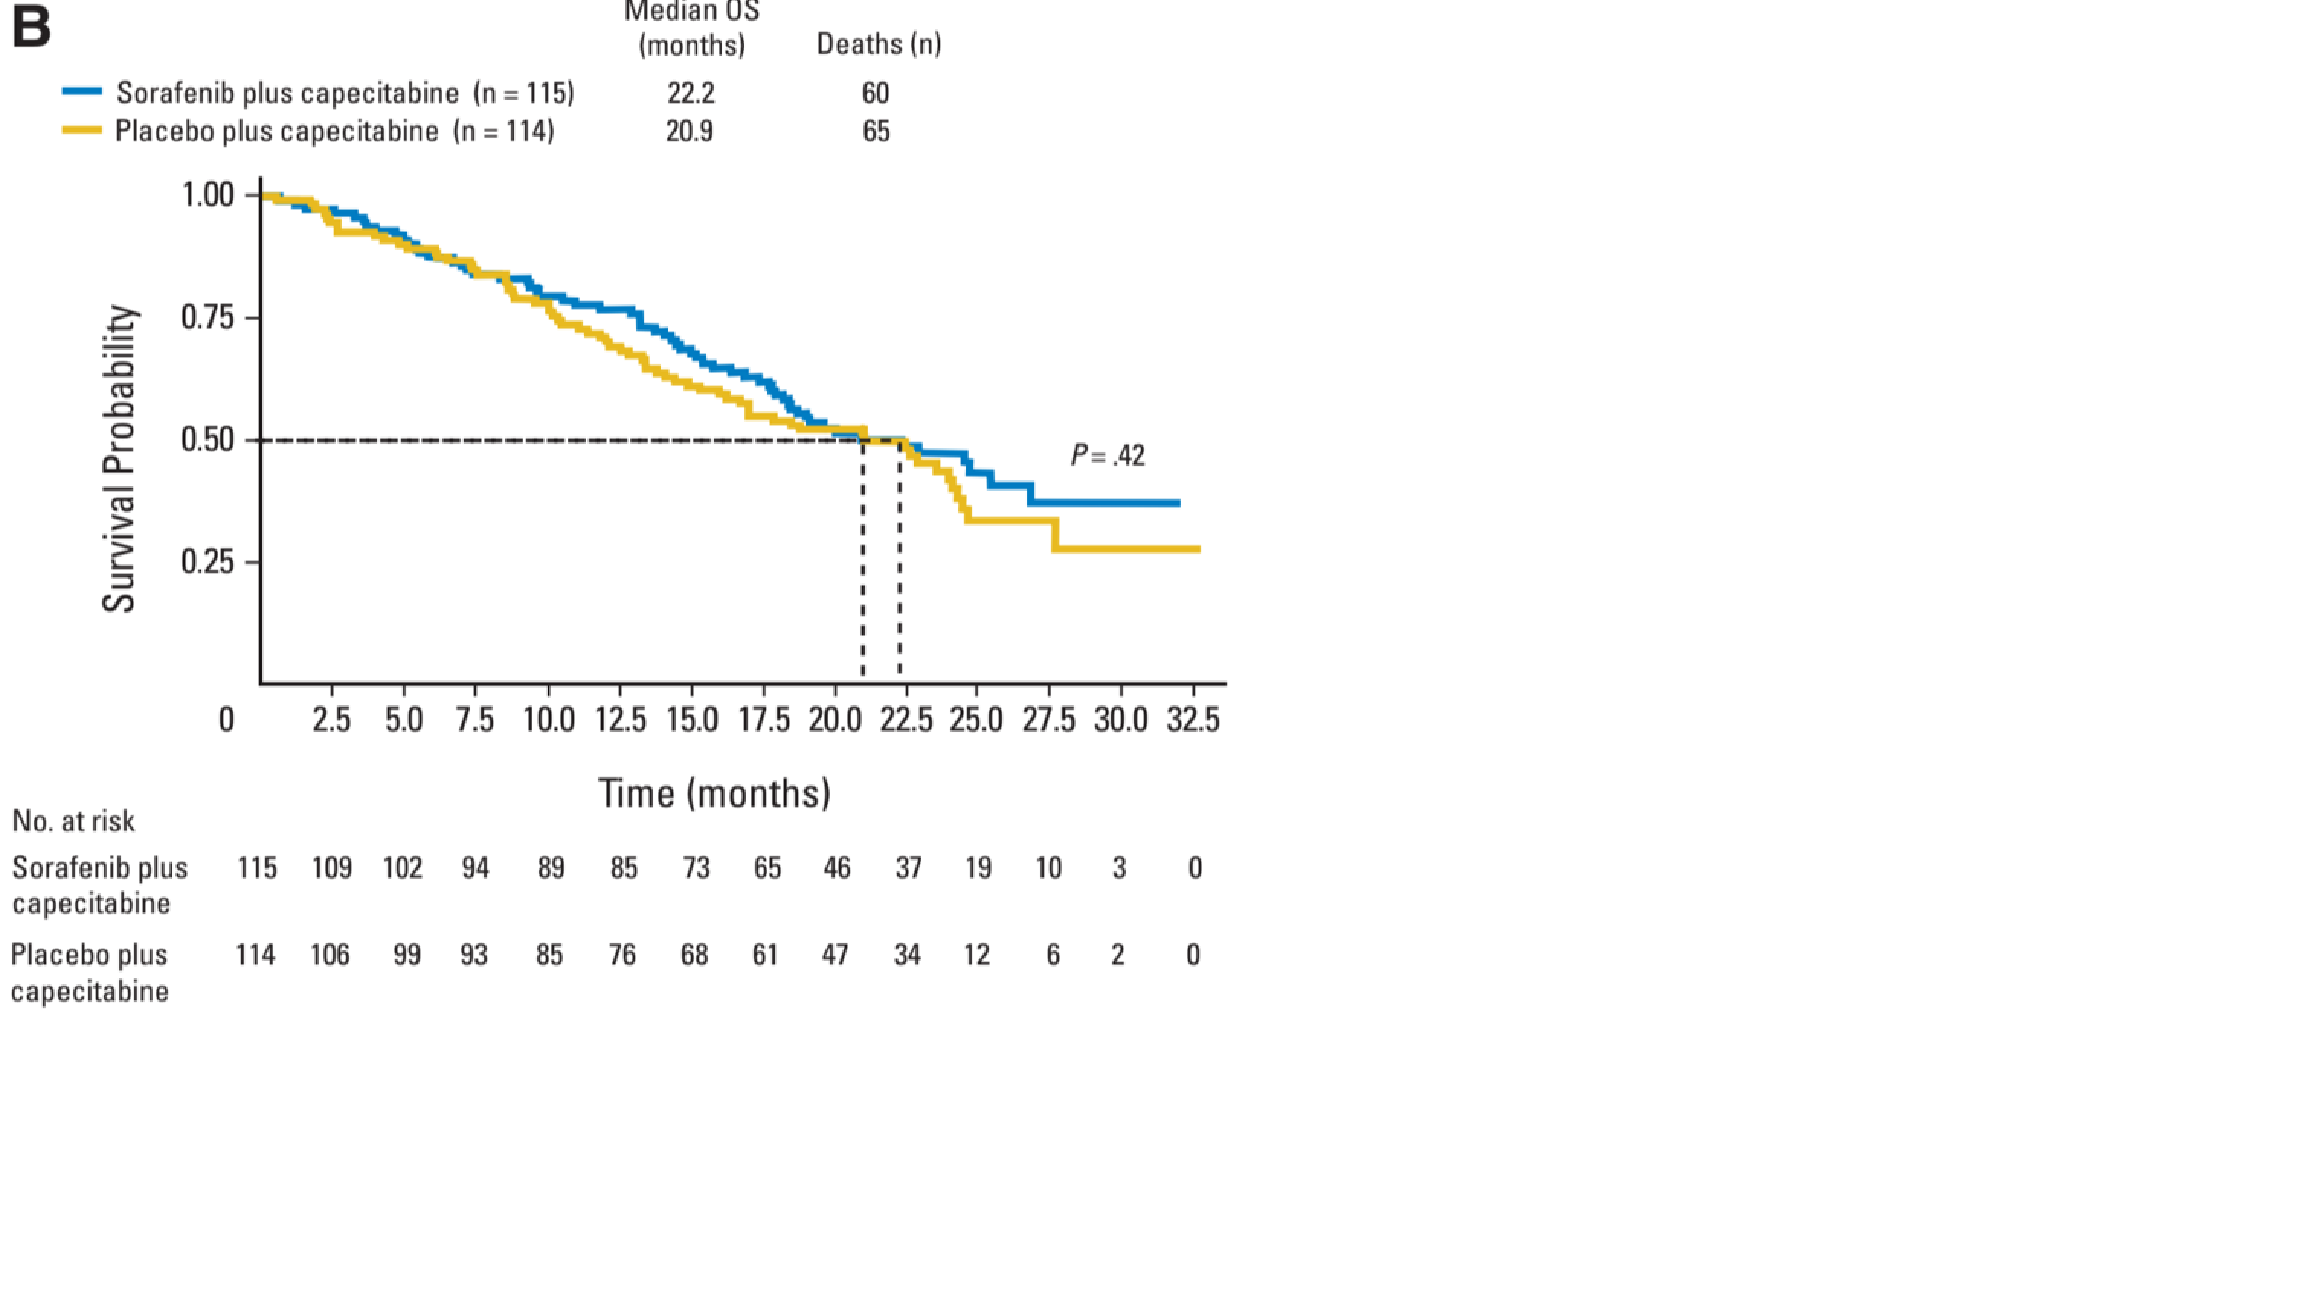 B
Median OS
(months)
Deaths (n)
Sorafenib plus capecitabine (n = 115) 22.2 60
Placebo plus capecitabine (n = 114) 20.9 65
1.00
0.75
0.50
0.25
Survival Probability
P = .42
0 2.5 5.0 7.5 10.0 12.5 15.0 17.5 20.0 22.5 25.0 27.5 30.0 32.5
Time (months)
No. at risk
Sorafenib plus 115 109 102 94 89 85 73 65 46 37 19 10 3 0
capecitabine
Placebo plus 114 106 99 93 85 76 68 61 47 34 12 6 2 0
capecitabine